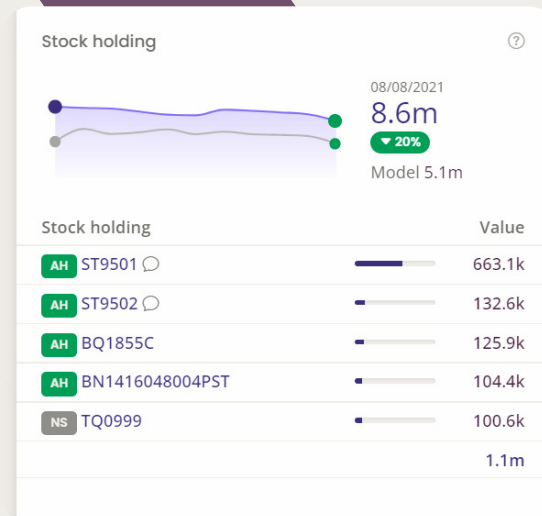 Stock holding
08/08/2021
8.6m
20%
Model 5.1m
Stock holding Value
AH ST9501 663.1k
AH ST9502 132.6k
AH BQ1855C 125.9k
AH BN1416048004PST 104.4k
NS TQ0999 100.6k
1.1m